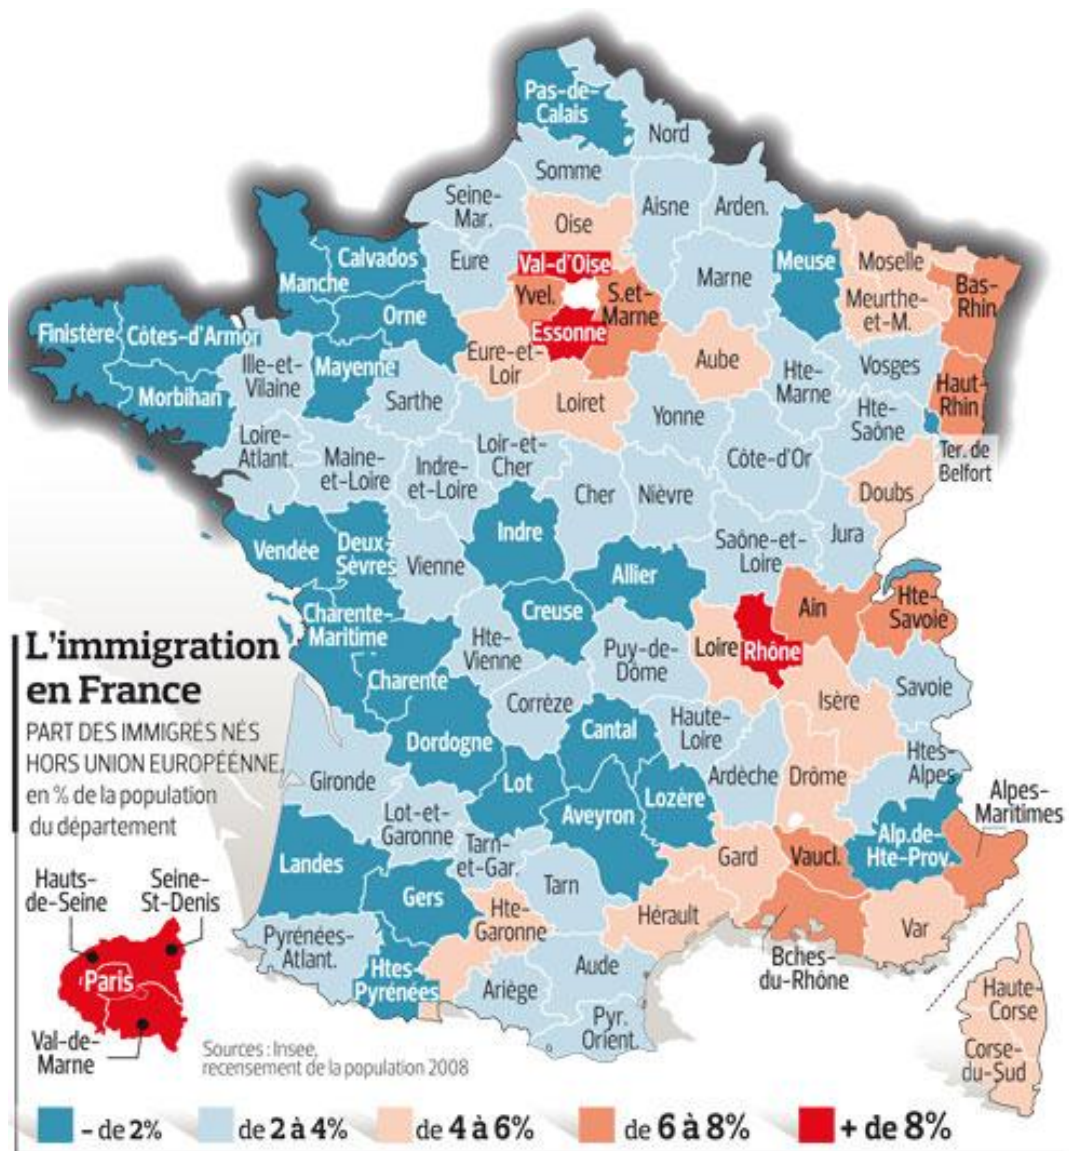 Pas-de-
Calais
Nord
Somme
Seine-
Mar.
Oise
Aisne
Arden.
Eure
Val-d'Oise
Calvados
Manche
Marne
Meuse
Moselle
Bas-
Rhin
Yvel.
S.et-
Marne
Meurthe-
et-M.
Orne
Essonne
Finistère
Côtes-d'Armor
Eure-et-
Loir
Aube
Ille-et-
Vilaine
Mayenne
Hte-
Marne
Vosges
Haut-
Rhin
Morbihan
Sarthe
Loiret
Yonne
Hte-
Saône
Loire-
Atlant.
Maine-
et-Loire
Loir-et-
Cher
Indre-
et-Loire
Côte-d'Or
Ter. de
Belfort
Cher
Nièvre
Doubs
Vendée
Deux-
Sèvres
Vienne
Indre
Saône-et-
Loire
Jura
Allier
Charente-
Maritime
Creuse
Ain
Hte-
Savoie
L'immigration
en France
PART DES IMMIGRÉS NÉS
HORS UNION EUROPÉENNE,
en % de la population
du département
Hte-
Vienne
Puy-de-
Dôme
Loire
Rhône
Charente
Corrèze
Isère
Savoie
Dordogne
Cantal
Haute-
Loire
Htes-
Alpes
Gironde
Lot
Ardèche
Drôme
Lot-et-
Garonne
Aveyron
Lozère
Alpes-
Maritimes
Landes
Tarn-
et-Gar.
Gard
Vaucl.
Alp.de-
Hte-Prov.
Gers
Tarn
Hte-
Garonne
Hérault
Var
Pyrénées-
Atlant.
Htes-
Pyrénées
Ariège
Aude
Bches-
du-Rhône
Pyr.
Orient.
Haute-
Corse
Corse-
du-Sud
Hauts-
de-Seine
Seine-
St-Denis
Paris
Val-de-
Marne
Sources : Insee,
recensement de la population 2008
- de 2%
de 2 à 4%
de 4 à 6%
de 6 à 8%
+ de 8%